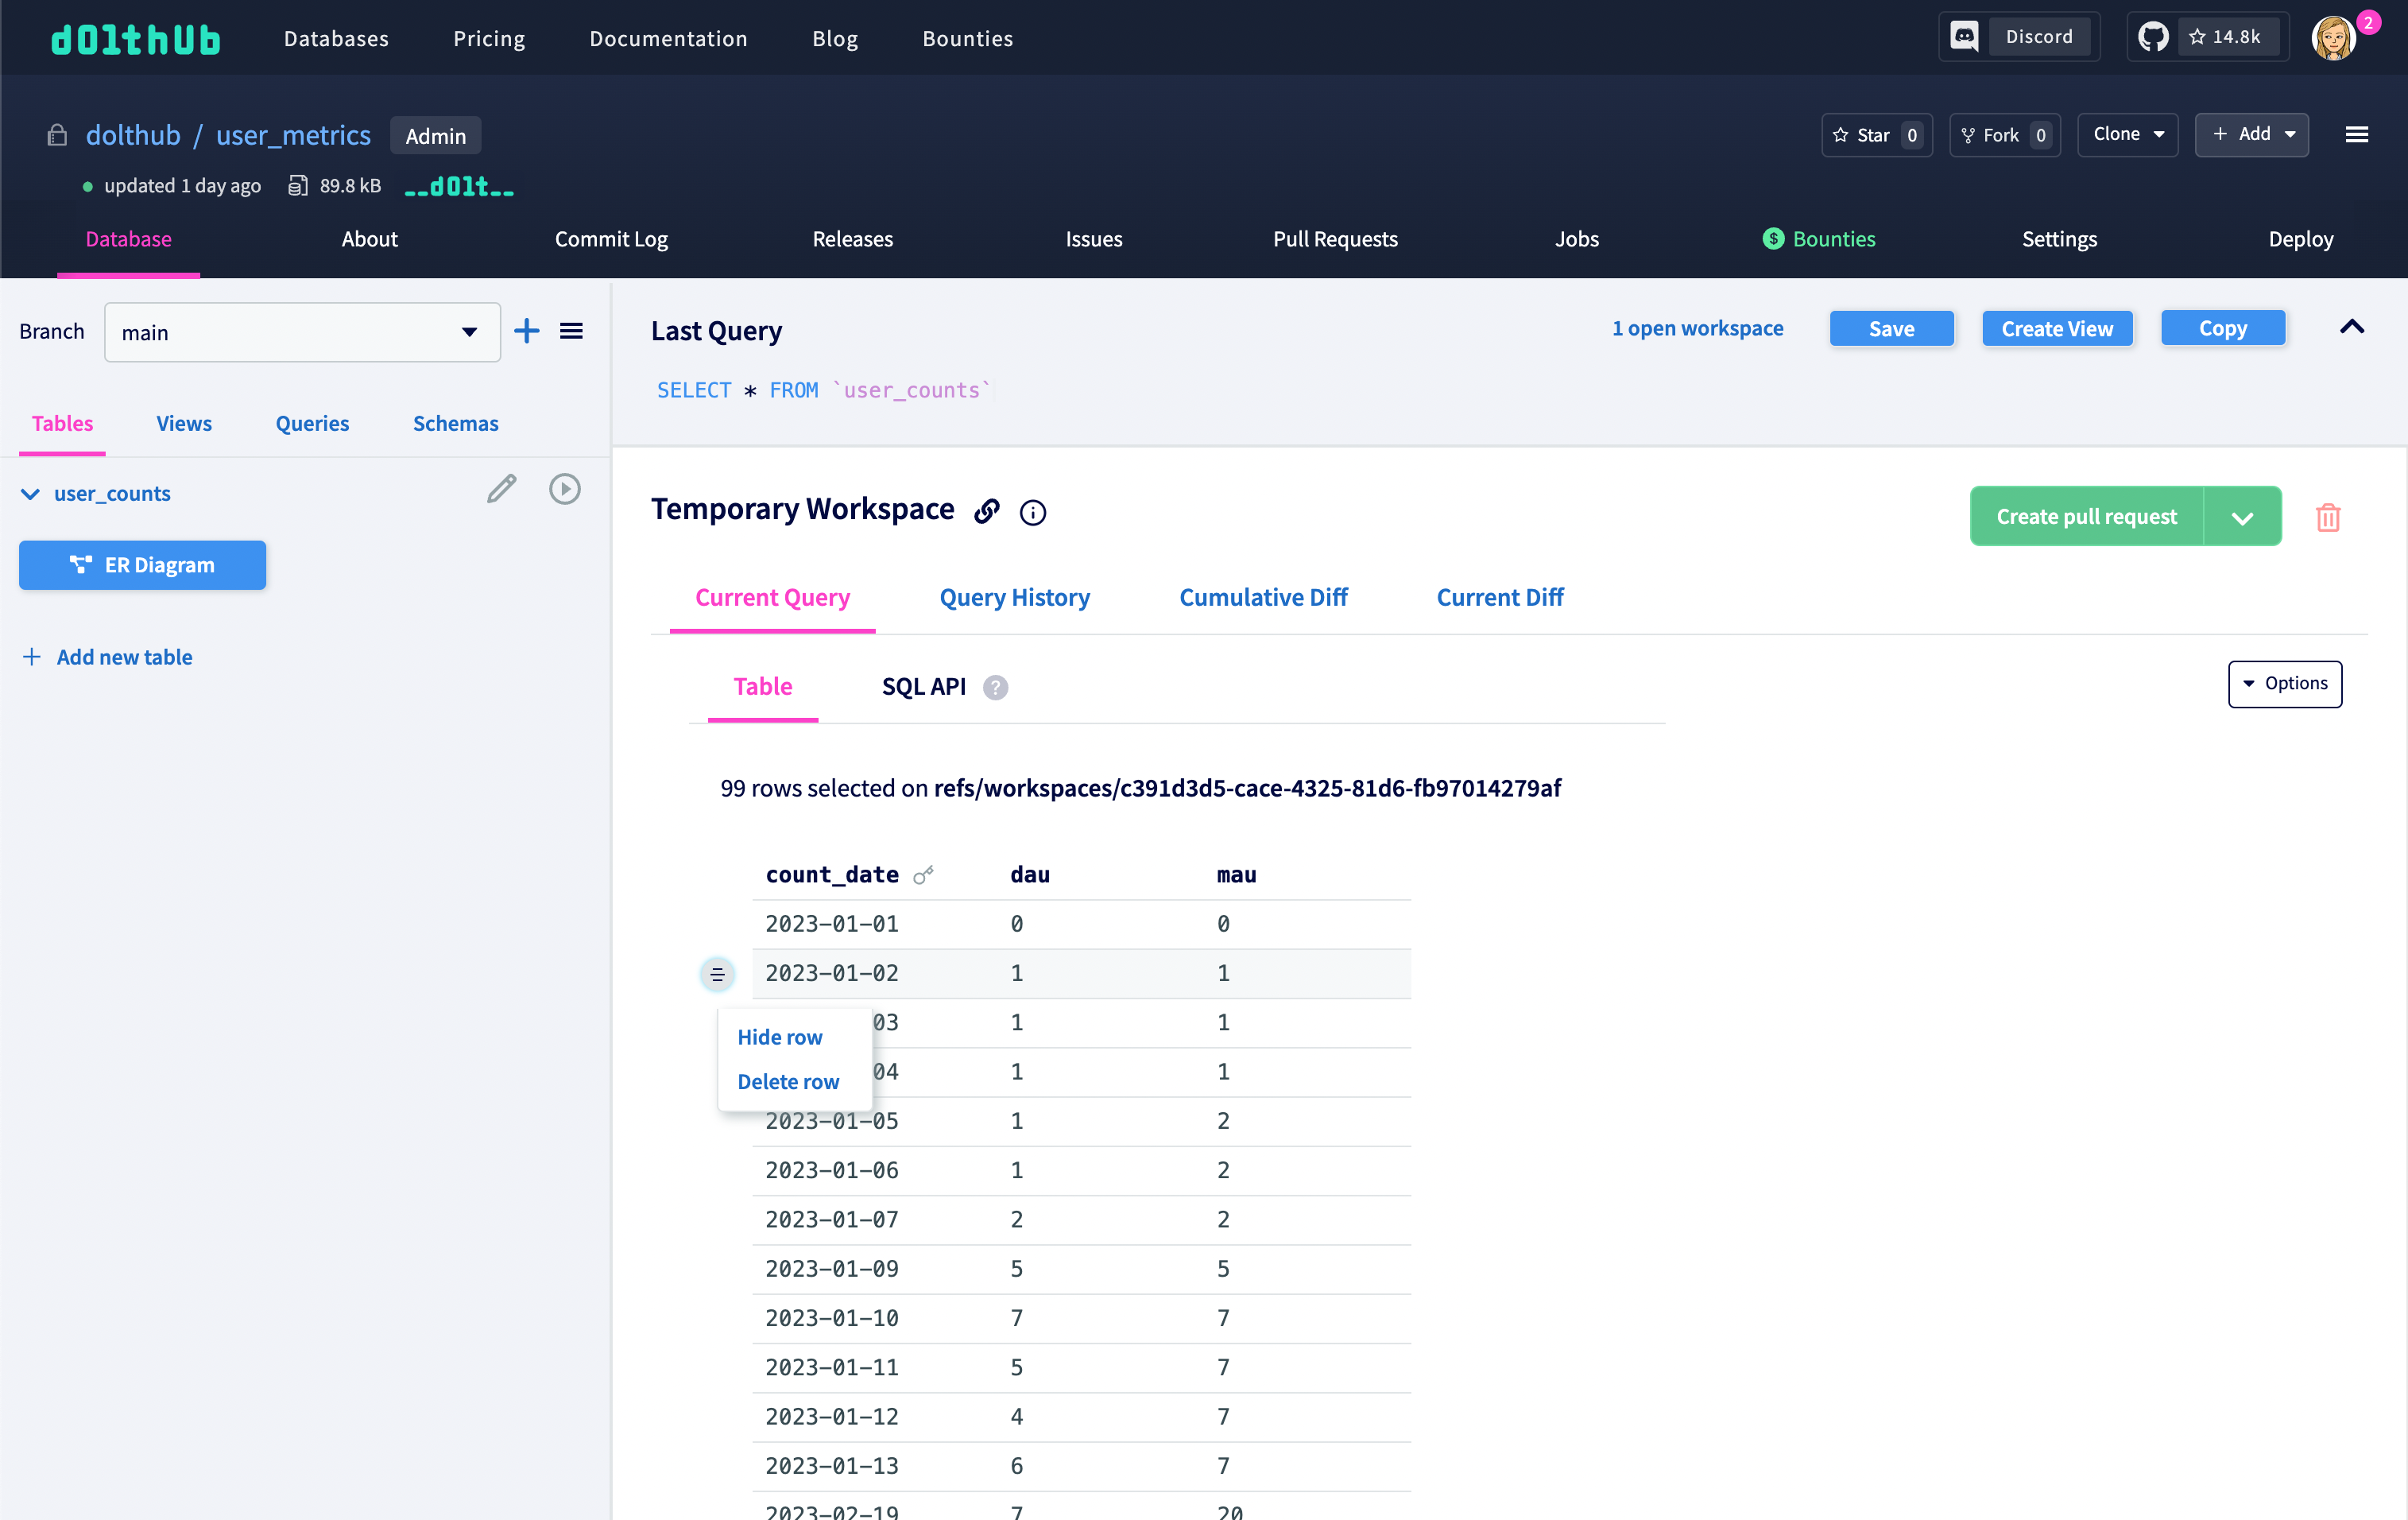 dolthub Databases Pricing Documentation Blog Bounties Discord 14.8k 2
dolthub / user_metrics Admin Star 0 Fork 0 Clone + Add
updated 1 day ago 89.8 kB __dolt__
Database About Commit Log Releases Issues Pull Requests Jobs $ Bounties Settings Deploy
Branch main
Tables Views Queries Schemas
user_counts
ER Diagram
+ Add new table
Last Query 1 open workspace Save Create View Copy
SELECT * FROM `user_counts`
Temporary Workspace Create pull request
Current Query Query History Cumulative Diff Current Diff
Table SQL API ? Options
99 rows selected on refs/workspaces/c391d3d5-cace-4325-81d6-fb97014279af
count_date dau mau
2023-01-01 0 0
2023-01-02 1 1
03 1 1
Hide row
04 1 1
Delete row
2023-01-05 1 2
2023-01-06 1 2
2023-01-07 2 2
2023-01-09 5 5
2023-01-10 7 7
2023-01-11 5 7
2023-01-12 4 7
2023-01-13 6 7
2023-02-19 7 20